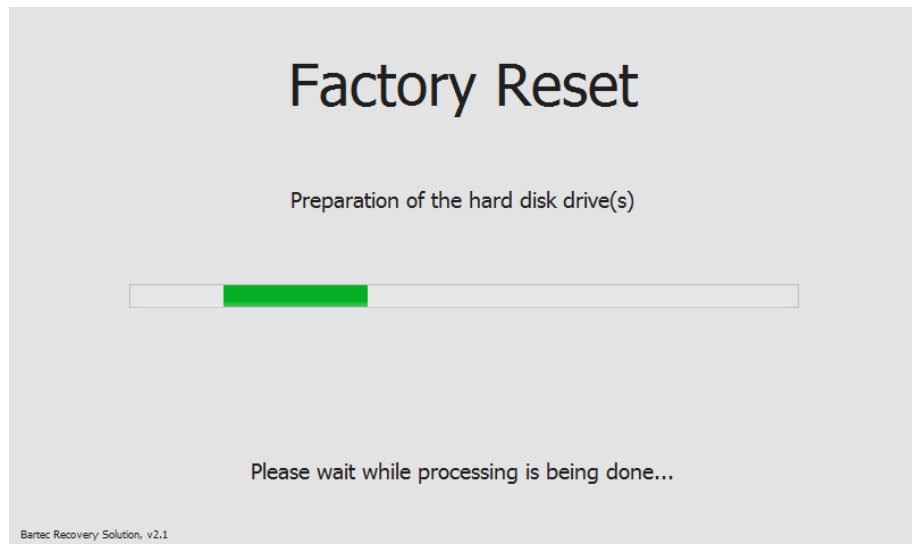 Factory Reset
Preparation of the hard disk drive(s)
Please wait while processing is being done...
Bartec Recovery Solution, v2.1